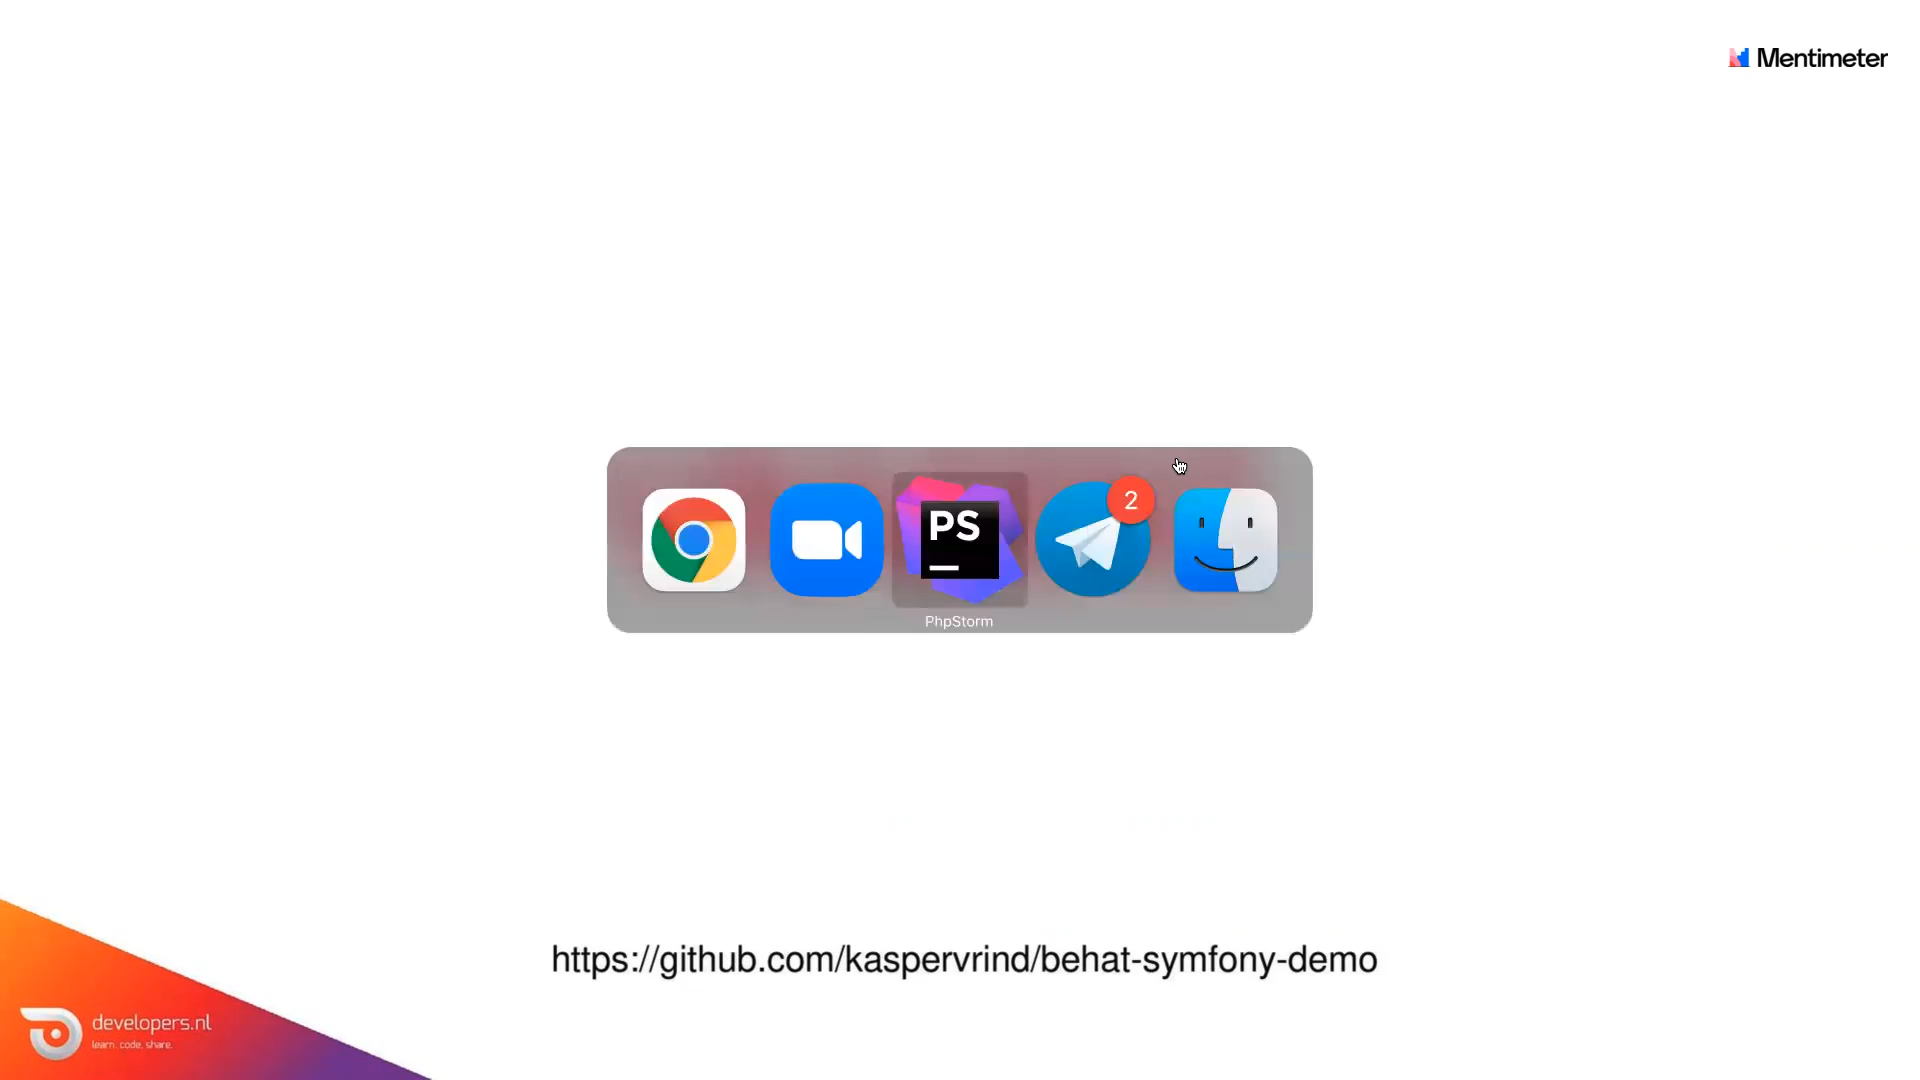 Mentimeter
2
PS
PhpStorm
https://github.com/kaspervrind/behat-symfony-demo
developers.nl
learn. code. share.